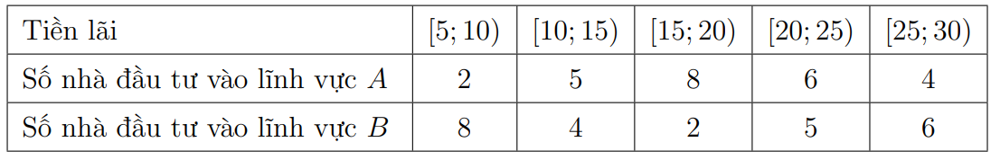 Tiền lãi [5; 10) [10; 15) [15; 20) [20; 25) [25; 30)
Số nhà đầu tư vào lĩnh vực A 2 5 8 6 4
Số nhà đầu tư vào lĩnh vực B 8 4 2 5 6